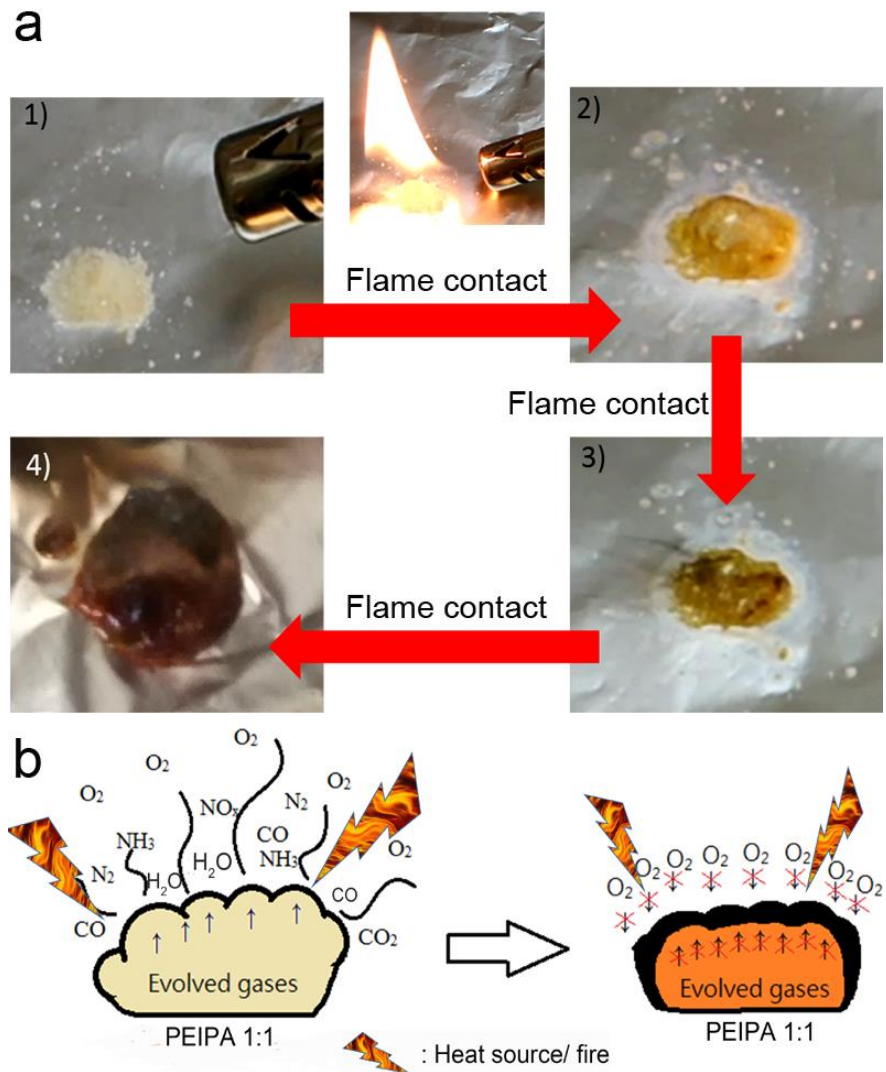 a
1)
2)
Flame contact
Flame contact
4)
3)
Flame contact
b
O₂
O₂
O₂
O₂
NOₓ
N₂
CO
O₂
NH₃
H₂O
NH₃
N₂
H₂O
CO
CO
CO₂
Evolved gases
PEIPA 1:1
O₂ O₂ O₂ O₂ O₂ O₂ O₂ O₂
Evolved gases
PEIPA 1:1
: Heat source/ fire